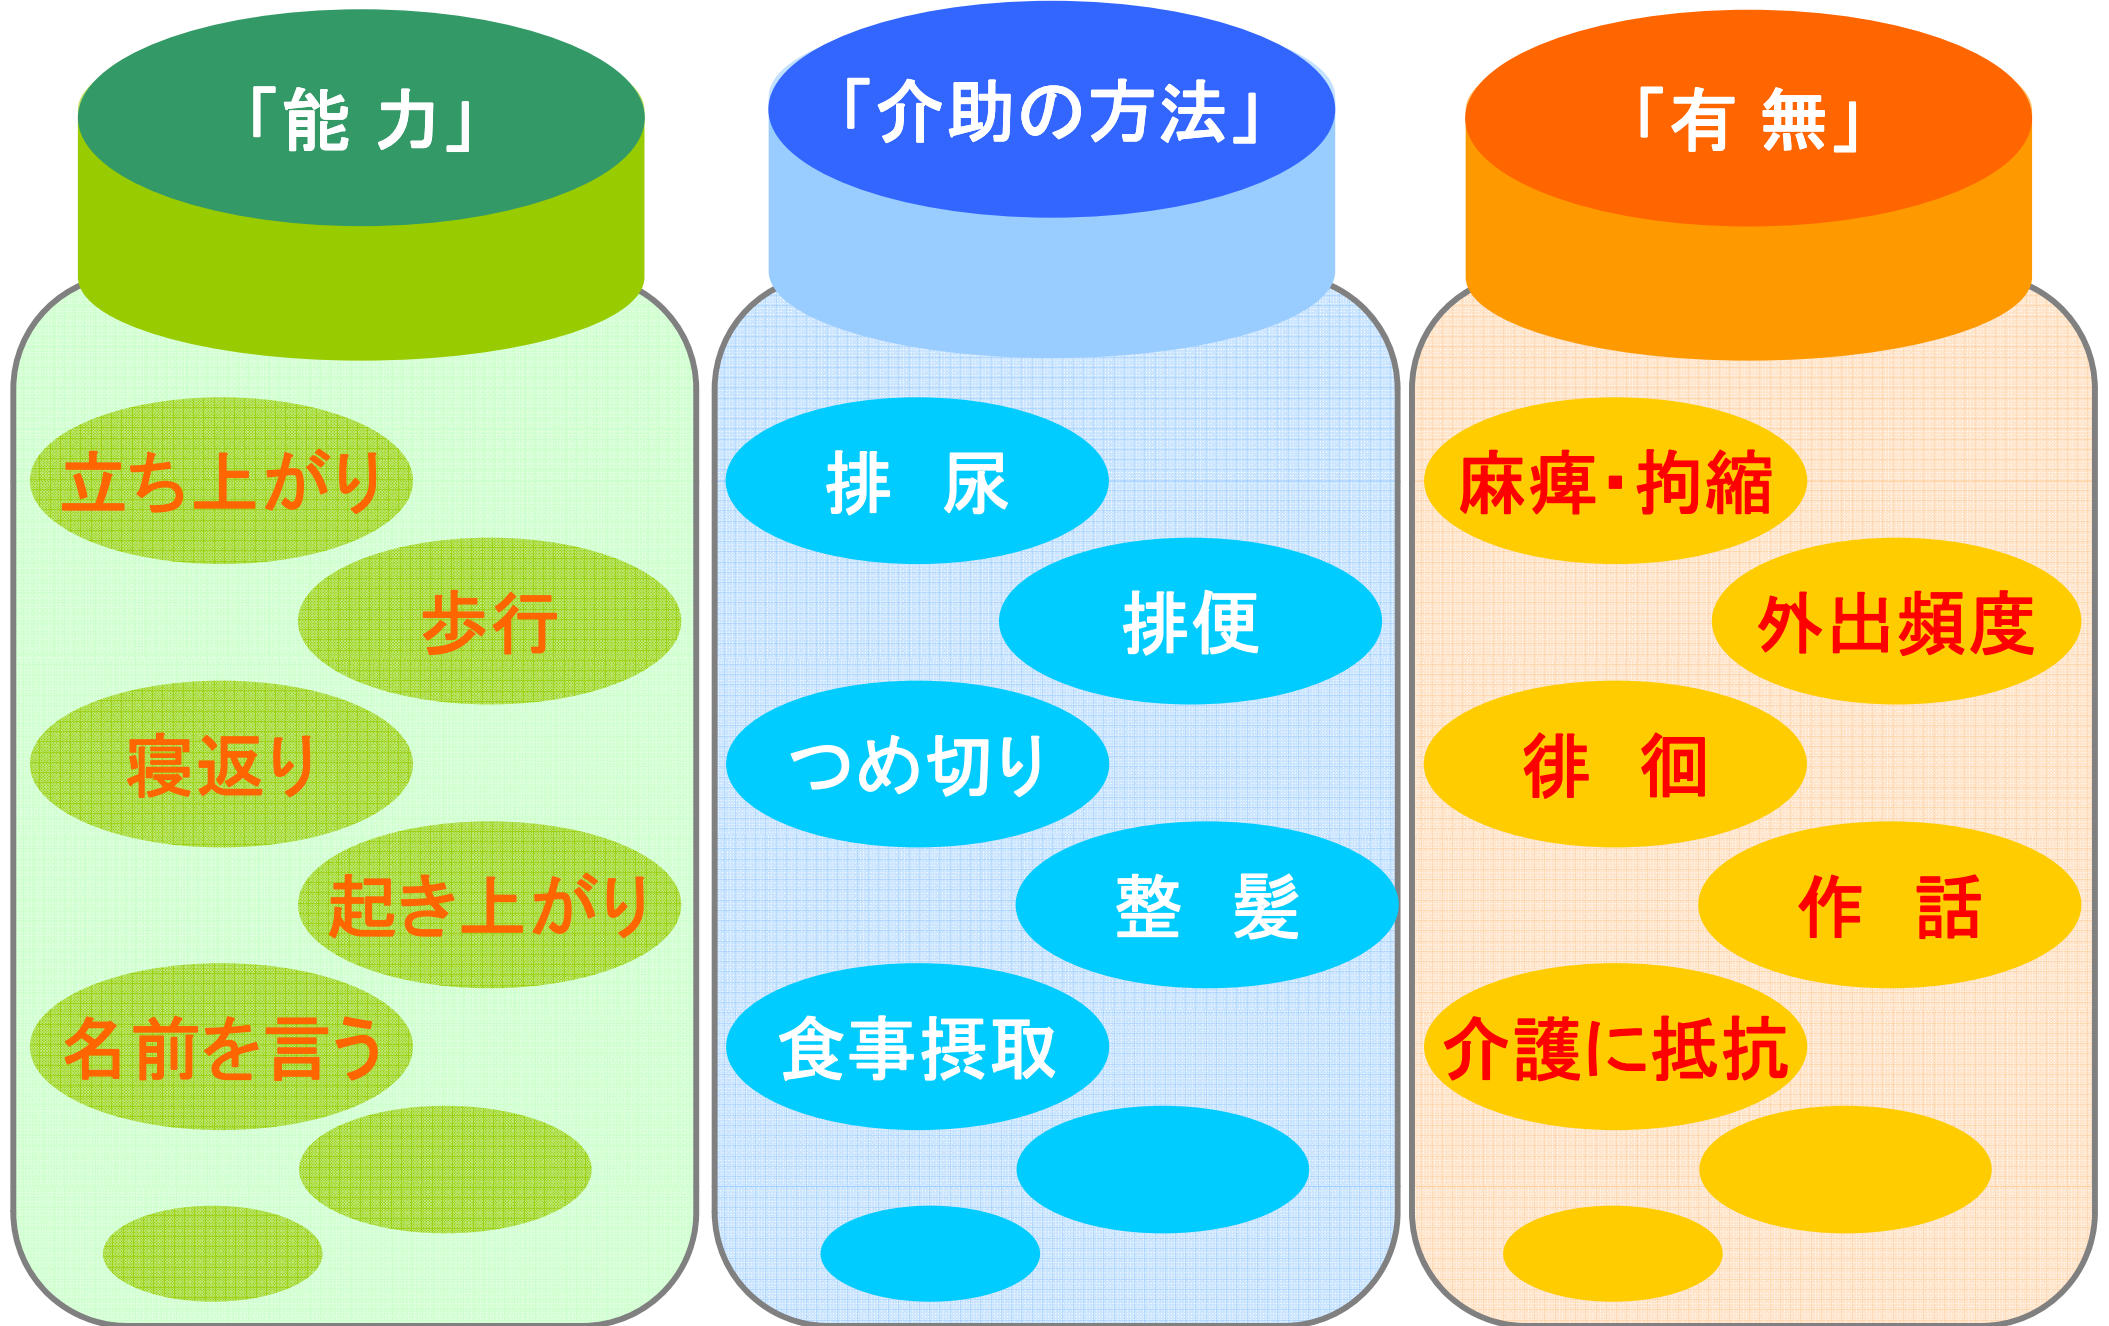 「能 力」
立ち上がり
歩行
寝返り
起き上がり
名前を言う
「介助の方法」
排　尿
排便
つめ切り
整　髪
食事摂取
「有 無」
麻痺・拘縮
外出頻度
徘　徊
作　話
介護に抵抗